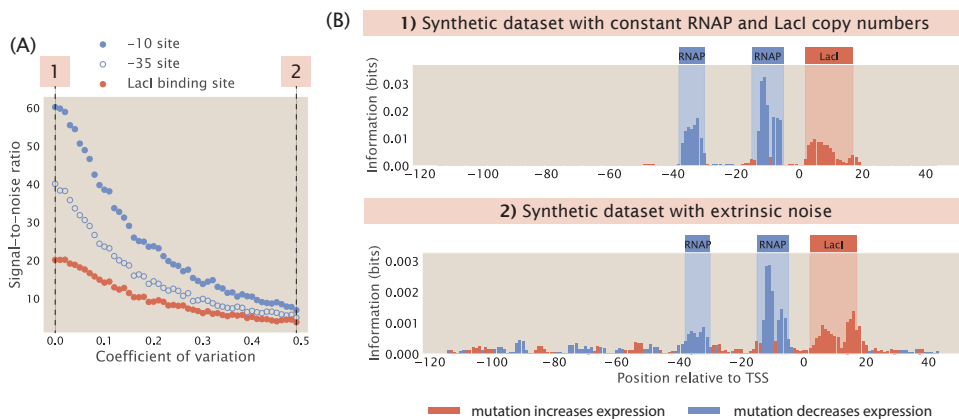 (A)
−10 site
−35 site
LacI binding site
1
2
Signal-to-noise ratio
60
50
40
30
20
10
0.0
0.1
0.2
0.3
0.4
0.5
Coefficient of variation
(B)
1) Synthetic dataset with constant RNAP and LacI copy numbers
RNAP
RNAP
LacI
Information (bits)
0.03
0.02
0.01
0.00
−120
−100
−80
−60
−40
−20
0
20
40
2) Synthetic dataset with extrinsic noise
RNAP
RNAP
LacI
Information (bits)
0.003
0.002
0.001
0.000
−120
−100
−80
−60
−40
−20
0
20
40
Position relative to TSS
mutation increases expression
mutation decreases expression